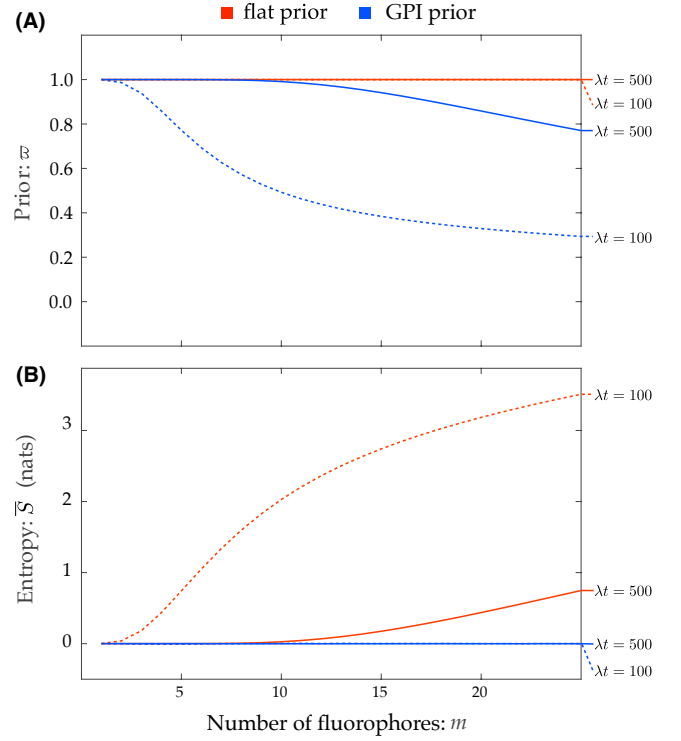 flat prior GPI prior
(A)
1.0
0.8
0.6
0.4
0.2
0.0
Prior: ϖ
λt = 500
λt = 100
λt = 500
λt = 100
(B)
3
2
1
0
Entropy: S̅ (nats)
λt = 100
λt = 500
λt = 500
λt = 100
5 10 15 20
Number of fluorophores: m